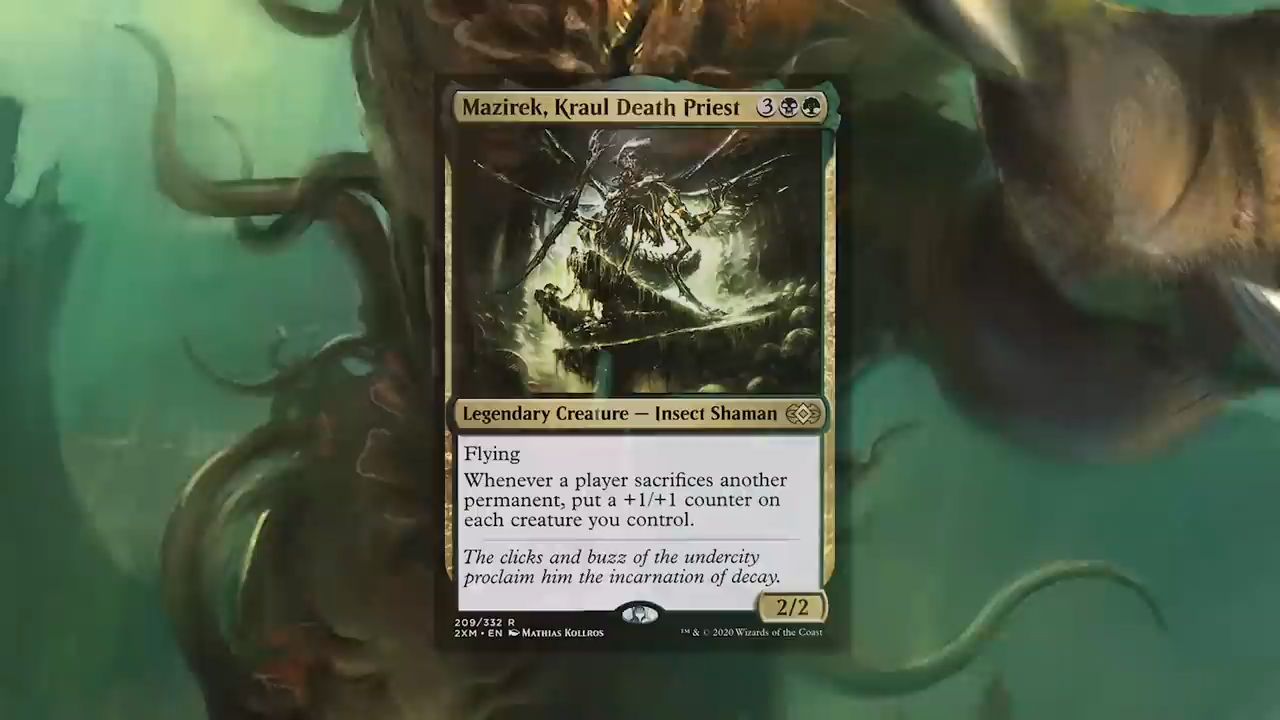 Mazirek, Kraul Death Priest 3
Legendary Creature — Insect Shaman
Flying
Whenever a player sacrifices another
permanent, put a +1/+1 counter on
each creature you control.
The clicks and buzz of the undercity
proclaim him the incarnation of decay.
2/2
209/332 R
2XM • EN Mathias Kollros
™ & © 2020 Wizards of the Coast